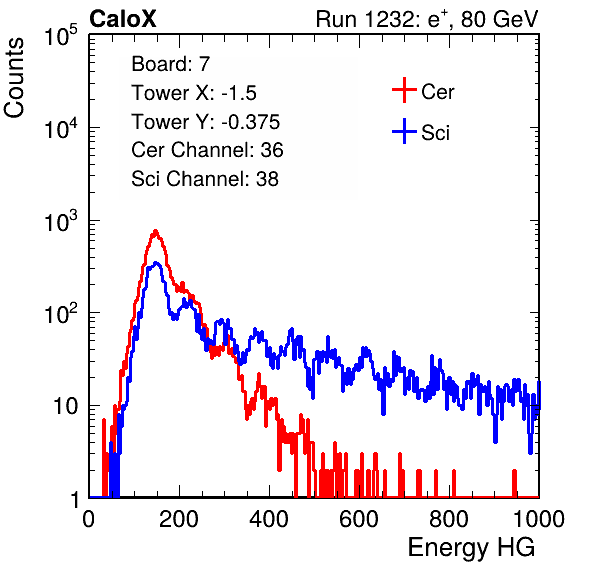 CaloX Run 1232: e⁺, 80 GeV
Board: 7
Tower X: -1.5
Tower Y: -0.375
Cer Channel: 36
Sci Channel: 38
Cer
Sci
Counts
10⁵
10⁴
10³
10²
10
1
0 200 400 600 800 1000
Energy HG